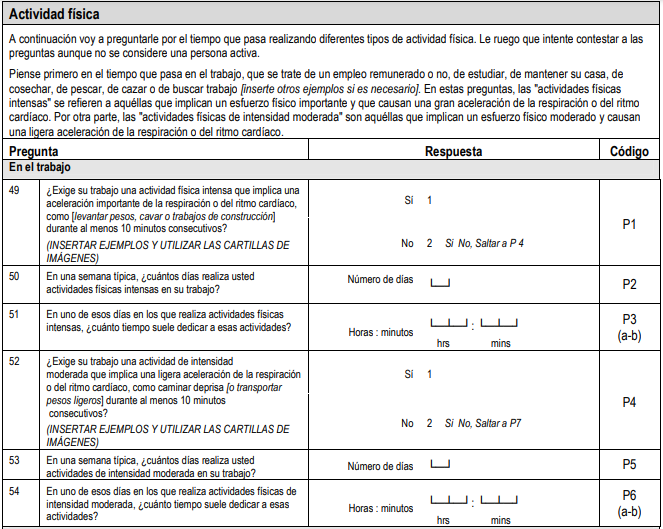 Actividad física
A continuación voy a preguntarle por el tiempo que pasa realizando diferentes tipos de actividad física. Le ruego que intente contestar a las
preguntas aunque no se considere una persona activa.
Piense primero en el tiempo que pasa en el trabajo, que se trate de un empleo remunerado o no, de estudiar, de mantener su casa, de
cosechar, de pescar, de cazar o de buscar trabajo [inserte otros ejemplos si es necesario]. En estas preguntas, las "actividades físicas
intensas" se refieren a aquéllas que implican un esfuerzo físico importante y que causan una gran aceleración de la respiración o del ritmo
cardíaco. Por otra parte, las "actividades físicas de intensidad moderada" son aquéllas que implican un esfuerzo físico moderado y causan
una ligera aceleración de la respiración o del ritmo cardíaco.
Pregunta Respuesta Código
En el trabajo
49 ¿Exige su trabajo una actividad física intensa que implica una
aceleración importante de la respiración o del ritmo cardíaco,
como [levantar pesos, cavar o trabajos de construcción]
durante al menos 10 minutos consecutivos?
(INSERTAR EJEMPLOS Y UTILIZAR LAS CARTILLAS DE
IMÁGENES)
Sí 1
No 2 Si No, Saltar a P 4
P1
50 En una semana típica, ¿cuántos días realiza usted
actividades físicas intensas en su trabajo?
Número de días
P2
51 En uno de esos días en los que realiza actividades físicas
intensas, ¿cuánto tiempo suele dedicar a esas actividades?
Horas : minutos :
hrs mins
P3
(a-b)
52 ¿Exige su trabajo una actividad de intensidad
moderada que implica una ligera aceleración de la respiración
o del ritmo cardíaco, como caminar deprisa [o transportar
pesos ligeros] durante al menos 10 minutos
consecutivos?
(INSERTAR EJEMPLOS Y UTILIZAR LAS CARTILLAS DE
IMÁGENES)
Sí 1
No 2 Si No, Saltar a P7
P4
53 En una semana típica, ¿cuántos días realiza usted
actividades de intensidad moderada en su trabajo?
Número de días
P5
54 En uno de esos días en los que realiza actividades físicas de
intensidad moderada, ¿cuánto tiempo suele dedicar a esas
actividades?
Horas : minutos :
hrs mins
P6
(a-b)